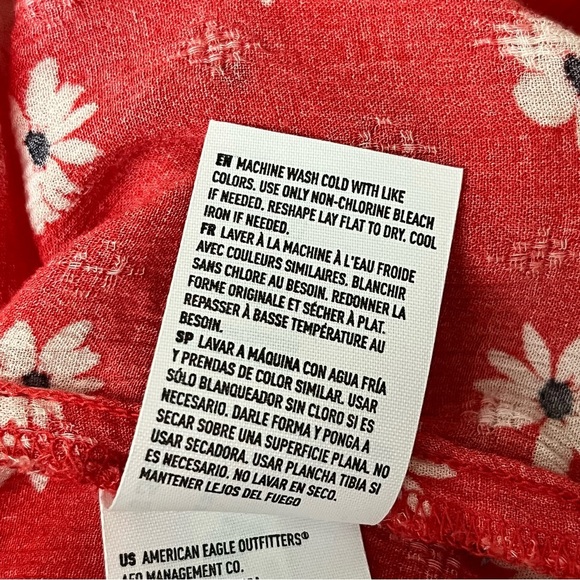 EN MACHINE WASH COLD WITH LIKE
COLORS. USE ONLY NON-CHLORINE BLEACH
IF NEEDED. RESHAPE LAY FLAT TO DRY. COOL
IRON IF NEEDED.
FR LAVER À LA MACHINE À L'EAU FROIDE
AVEC COULEURS SIMILAIRES. BLANCHIR
SANS CHLORE AU BESOIN. REDONNER LA
FORME ORIGINALE ET SÉCHER À PLAT.
REPASSER À BASSE TEMPÉRATURE AU
BESOIN.
SP LAVAR A MÁQUINA CON AGUA FRÍA
Y PRENDAS DE COLOR SIMILAR. USAR
SÓLO BLANQUEADOR SIN CLORO SI ES
NECESARIO. DARLE FORMA Y PONGA A
SECAR SOBRE UNA SUPERFICIE PLANA. NO
USAR SECADORA. USAR PLANCHA TIBIA SI
ES NECESARIO, NO LAVAR EN SECO.
MANTENER LEJOS DEL FUEGO
US AMERICAN EAGLE OUTFITTERS®
AEO MANAGEMENT CO.